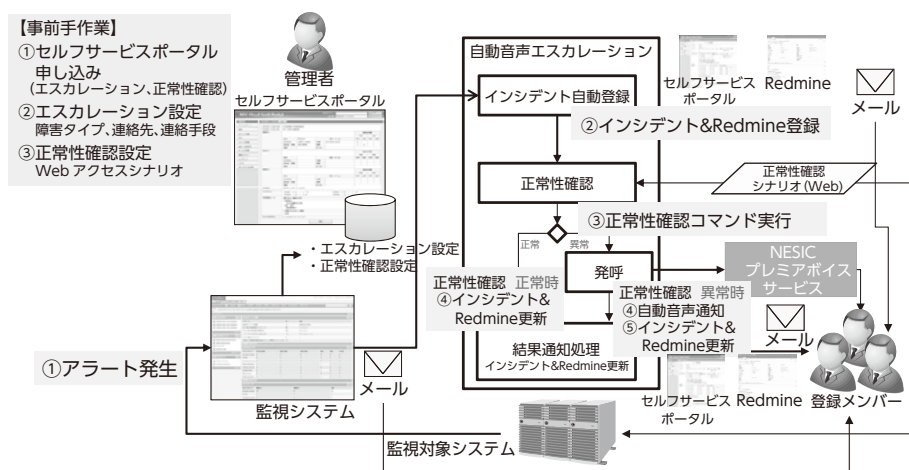 【事前手作業】
①セルフサービスポータル
申し込み
(エスカレーション、正常性確認)
②エスカレーション設定
障害タイプ、連絡先、連絡手段
③正常性確認設定
Web アクセスシナリオ
管理者
セルフサービスポータル
・エスカレーション設定
・正常性確認設定
①アラート発生
監視システム
メール
自動音声エスカレーション
インシデント自動登録
②インシデント&Redmine登録
正常性確認
③正常性確認コマンド実行
正常
異常
発呼
正常性確認 正常時
④インシデント&
Redmine更新
正常性確認 異常時
④自動音声通知
⑤インシデント&
Redmine更新
結果通知処理
インシデント&Redmine更新
セルフサービス
ポータル
Redmine
メール
正常性確認
シナリオ(Web)
NESIC
プレミアボイス
サービス
メール
セルフサービス
ポータル
Redmine
登録メンバー
監視対象システム